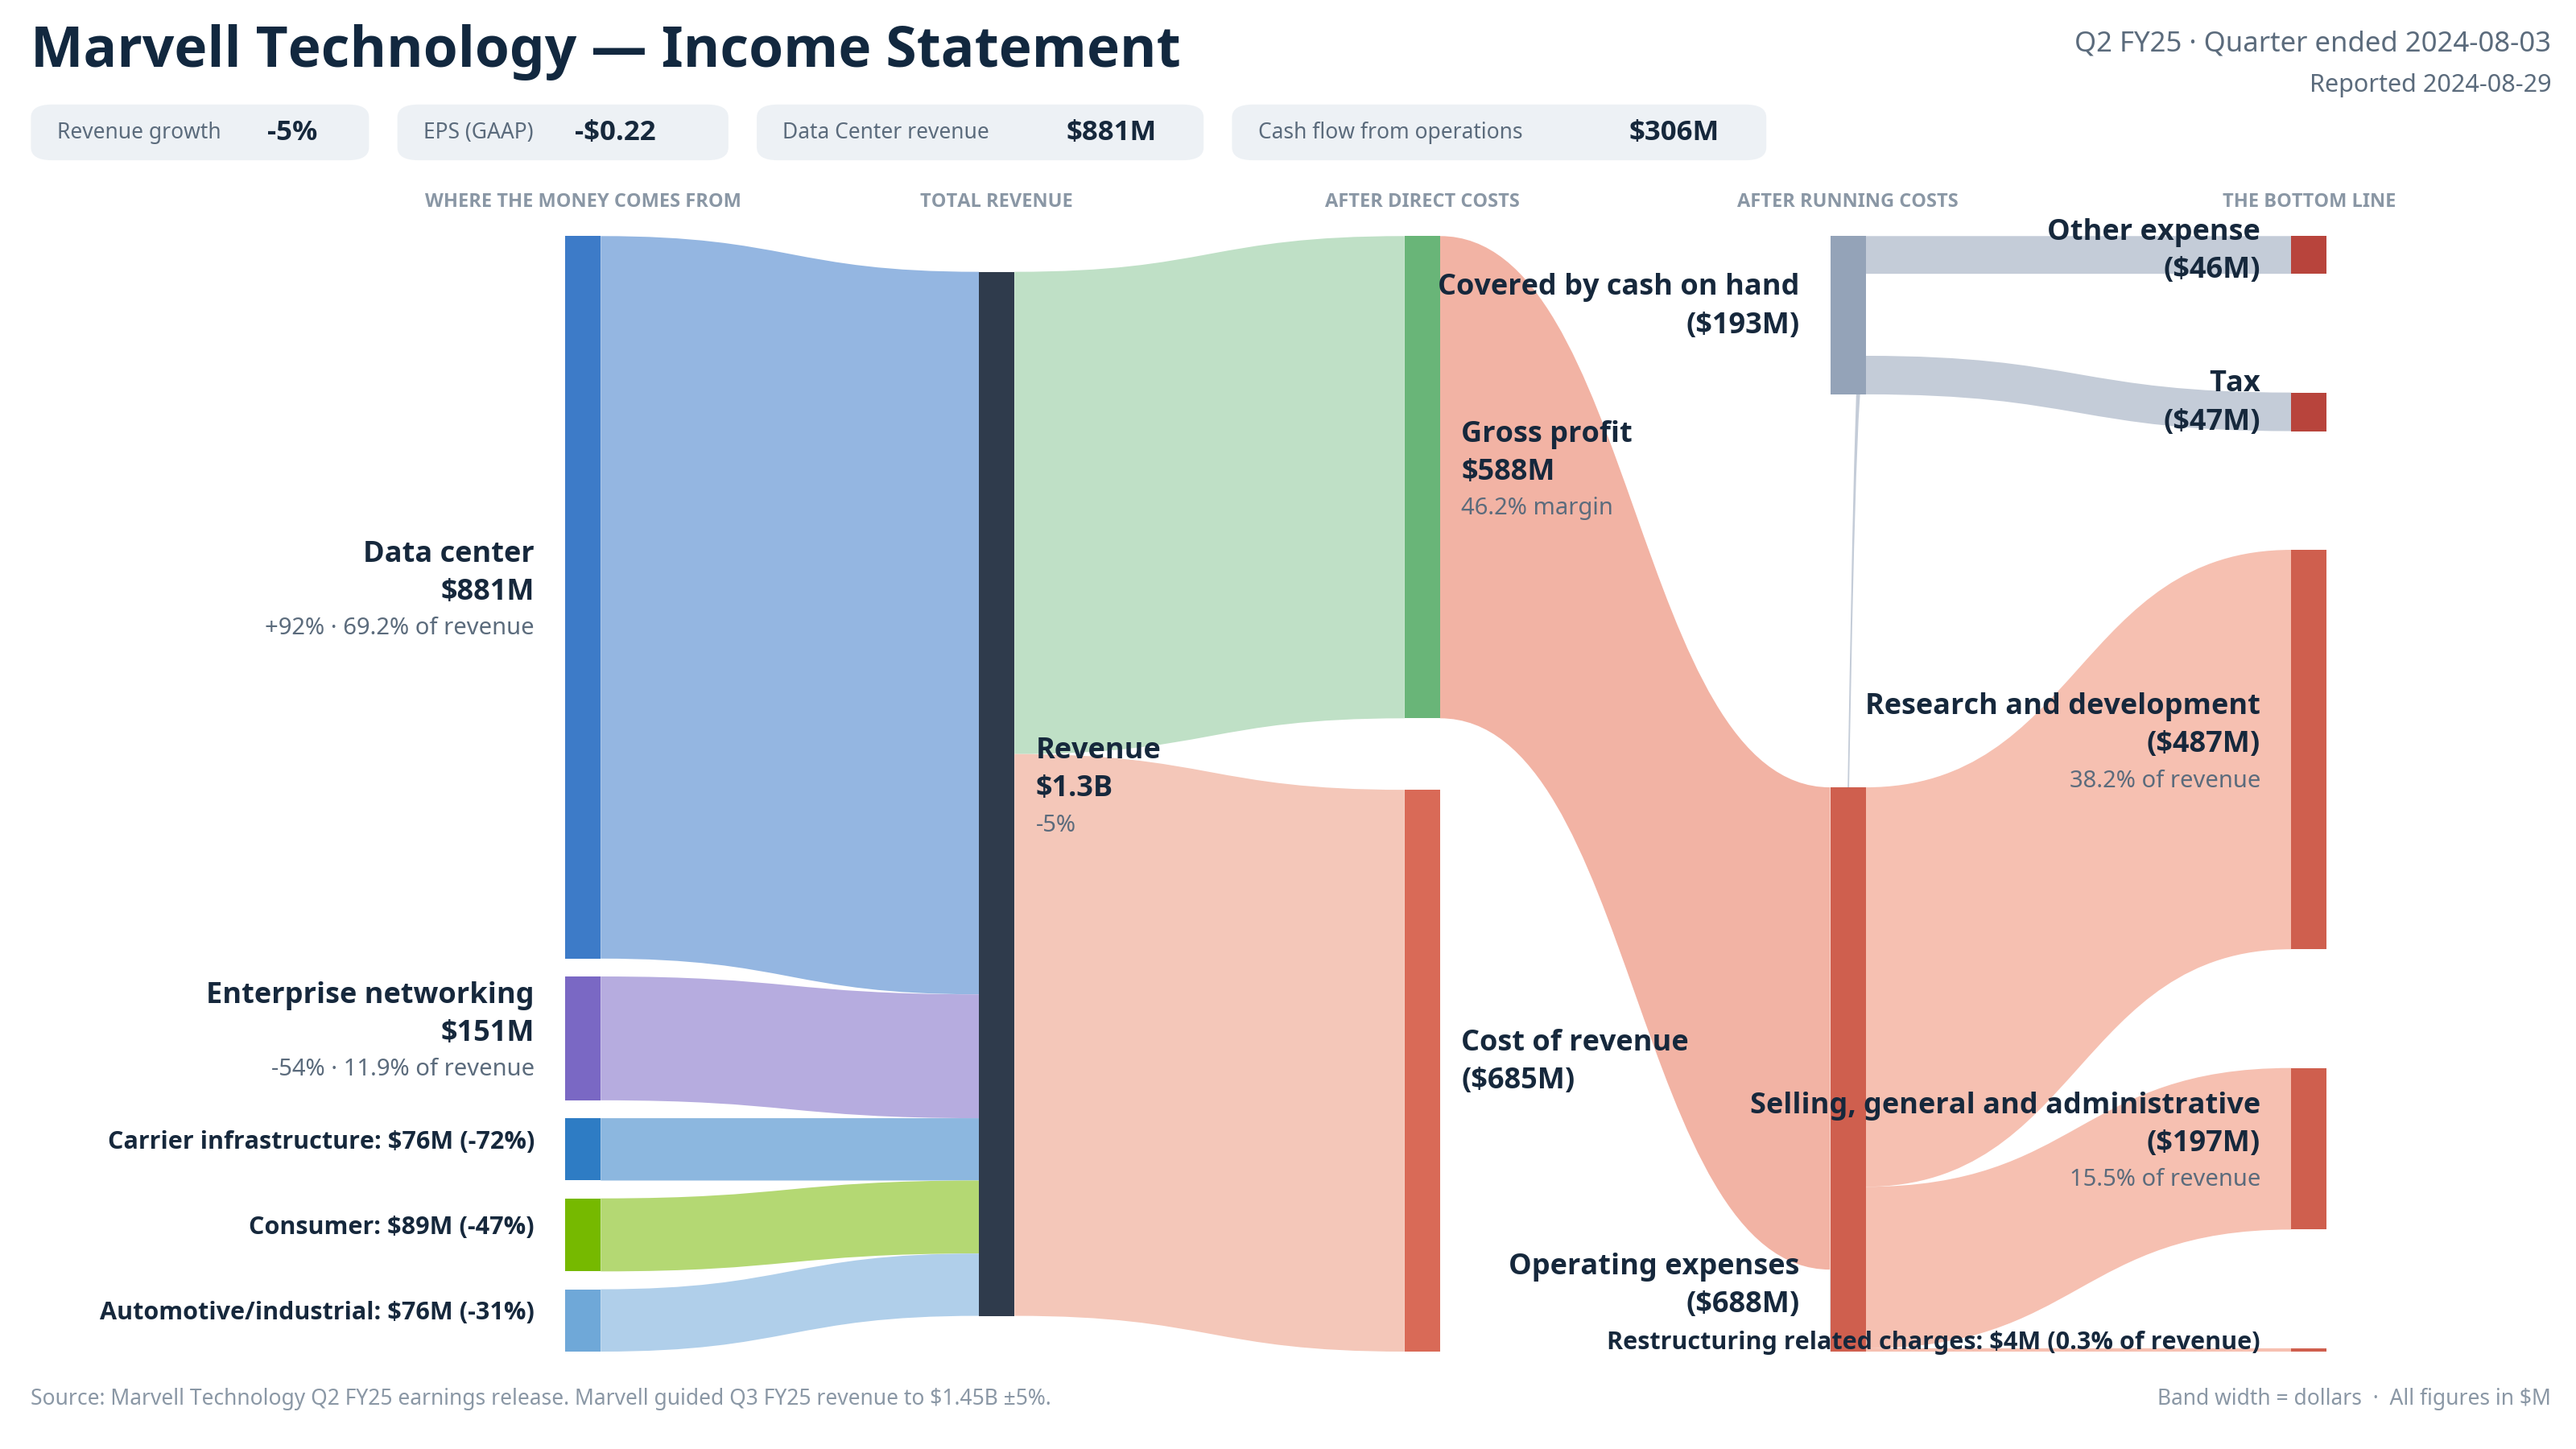 Marvell Technology — Income Statement
Q2 FY25 · Quarter ended 2024-08-03
Reported 2024-08-29
Revenue growth -5%
EPS (GAAP) -$0.22
Data Center revenue $881M
Cash flow from operations $306M
WHERE THE MONEY COMES FROM
TOTAL REVENUE
AFTER DIRECT COSTS
AFTER RUNNING COSTS
THE BOTTOM LINE
Data center
$881M
+92% · 69.2% of revenue
Enterprise networking
$151M
-54% · 11.9% of revenue
Carrier infrastructure: $76M (-72%)
Consumer: $89M (-47%)
Automotive/industrial: $76M (-31%)
Revenue
$1.3B
-5%
Gross profit
$588M
46.2% margin
Cost of revenue
($685M)
Covered by cash on hand
($193M)
Operating expenses
($688M)
Other expense
($46M)
Tax
($47M)
Research and development
($487M)
38.2% of revenue
Selling, general and administrative
($197M)
15.5% of revenue
Restructuring related charges: $4M (0.3% of revenue)
Source: Marvell Technology Q2 FY25 earnings release. Marvell guided Q3 FY25 revenue to $1.45B ±5%.
Band width = dollars · All figures in $M